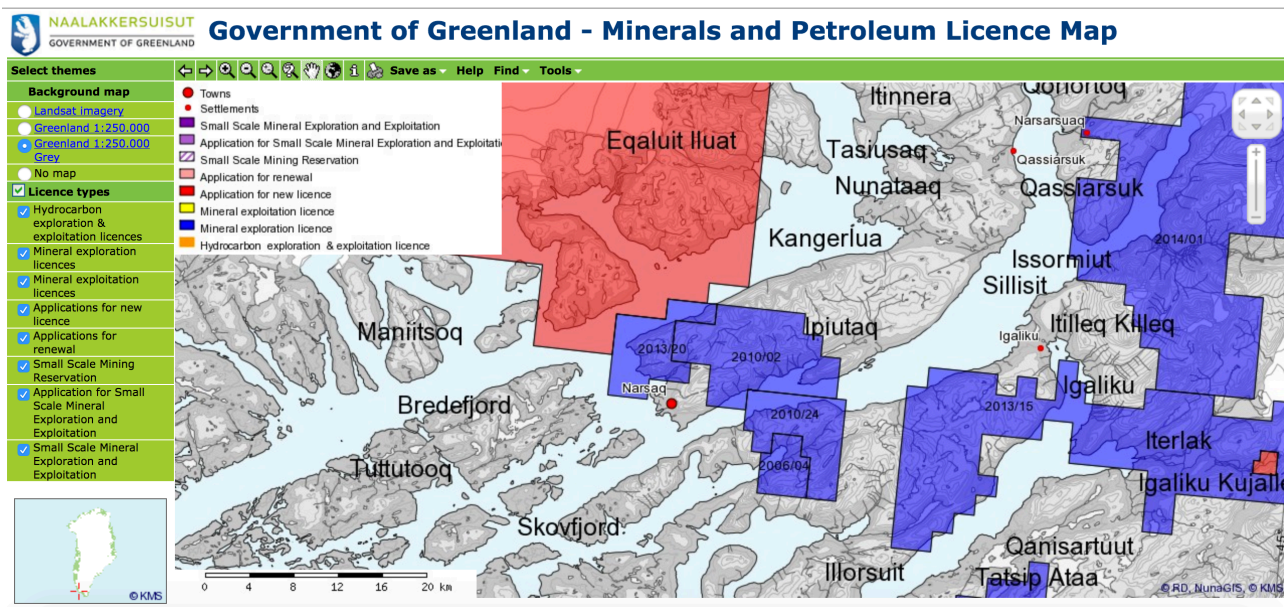 NAALAKKERSUISUT
GOVERNMENT OF GREENLAND
Government of Greenland - Minerals and Petroleum Licence Map
Select themes
Save as
Help
Find
Tools
Background map
Landsat imagery
Greenland 1:250.000
Greenland 1:250.000
Grey
No map
Licence types
Hydrocarbon
exploration &
exploitation licences
Mineral exploration
licences
Mineral exploitation
licences
Applications for new
licence
Applications for
renewal
Small Scale Mining
Reservation
Application for Small
Scale Mineral
Exploration and
Exploitation
Small Scale Mineral
Exploration and
Exploitation
© KMS
Towns
Settlements
Small Scale Mineral Exploration and Exploitation
Application for Small Scale Mineral Exploration and Exploitati
Small Scale Mining Reservation
Application for renewal
Application for new licence
Mineral exploitation licence
Mineral exploration licence
Hydrocarbon exploration & exploitation licence
Itinnera
Narsarsuaq
Eqaluit Iluat
Tasiusaq
Qassiarsuk
Nunataaq
Qassiarsuk
Kangerlua
2014/01
Issormiut
Sillisit
Maniitsoq
Ipiutaq
Itilleq Killeq
Igaliku
2013/20
2010/02
Narsaq
Igaliku
Bredefjord
2010/24
2013/15
Iterlak
Tuttutooq
2006/04
Igaliku Kujalle
Skovfjord
Qanisartuut
Illorsuit
Tatsip Ataa
0 4 8 12 16 20 km
© RD, NunaGIS, © KMS